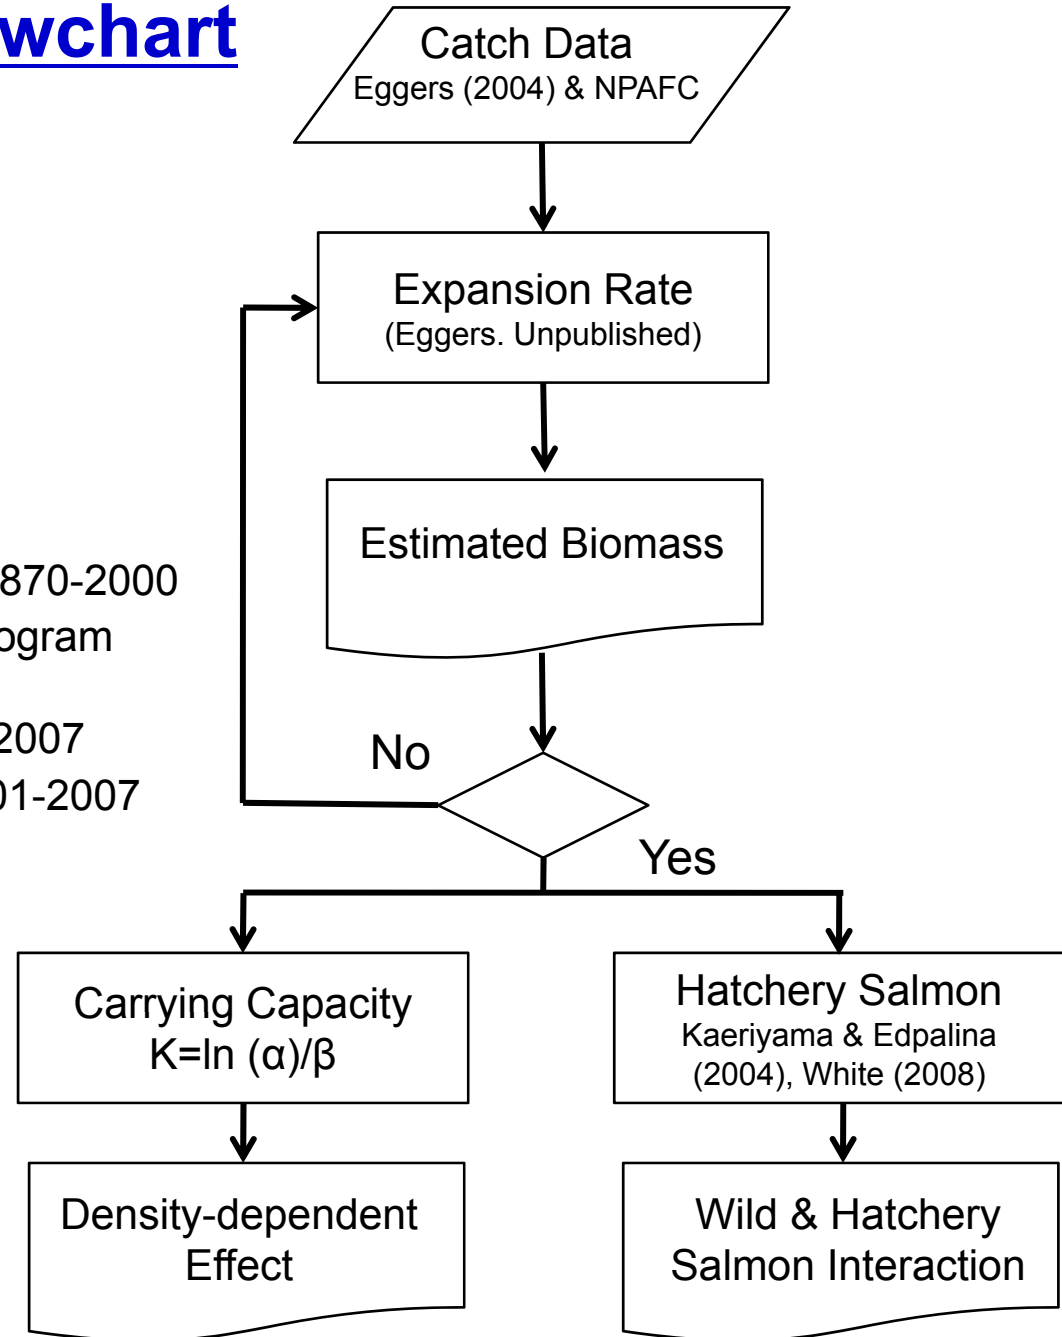 wchart
Catch Data
Eggers (2004) & NPAFC
Expansion Rate
(Eggers. Unpublished)
Estimated Biomass
870-2000
ogram
2007
01-2007
No
Yes
Carrying Capacity
K=ln (α)/β
Hatchery Salmon
Kaeriyama & Edpalina
(2004), White (2008)
Density-dependent
Effect
Wild & Hatchery
Salmon Interaction